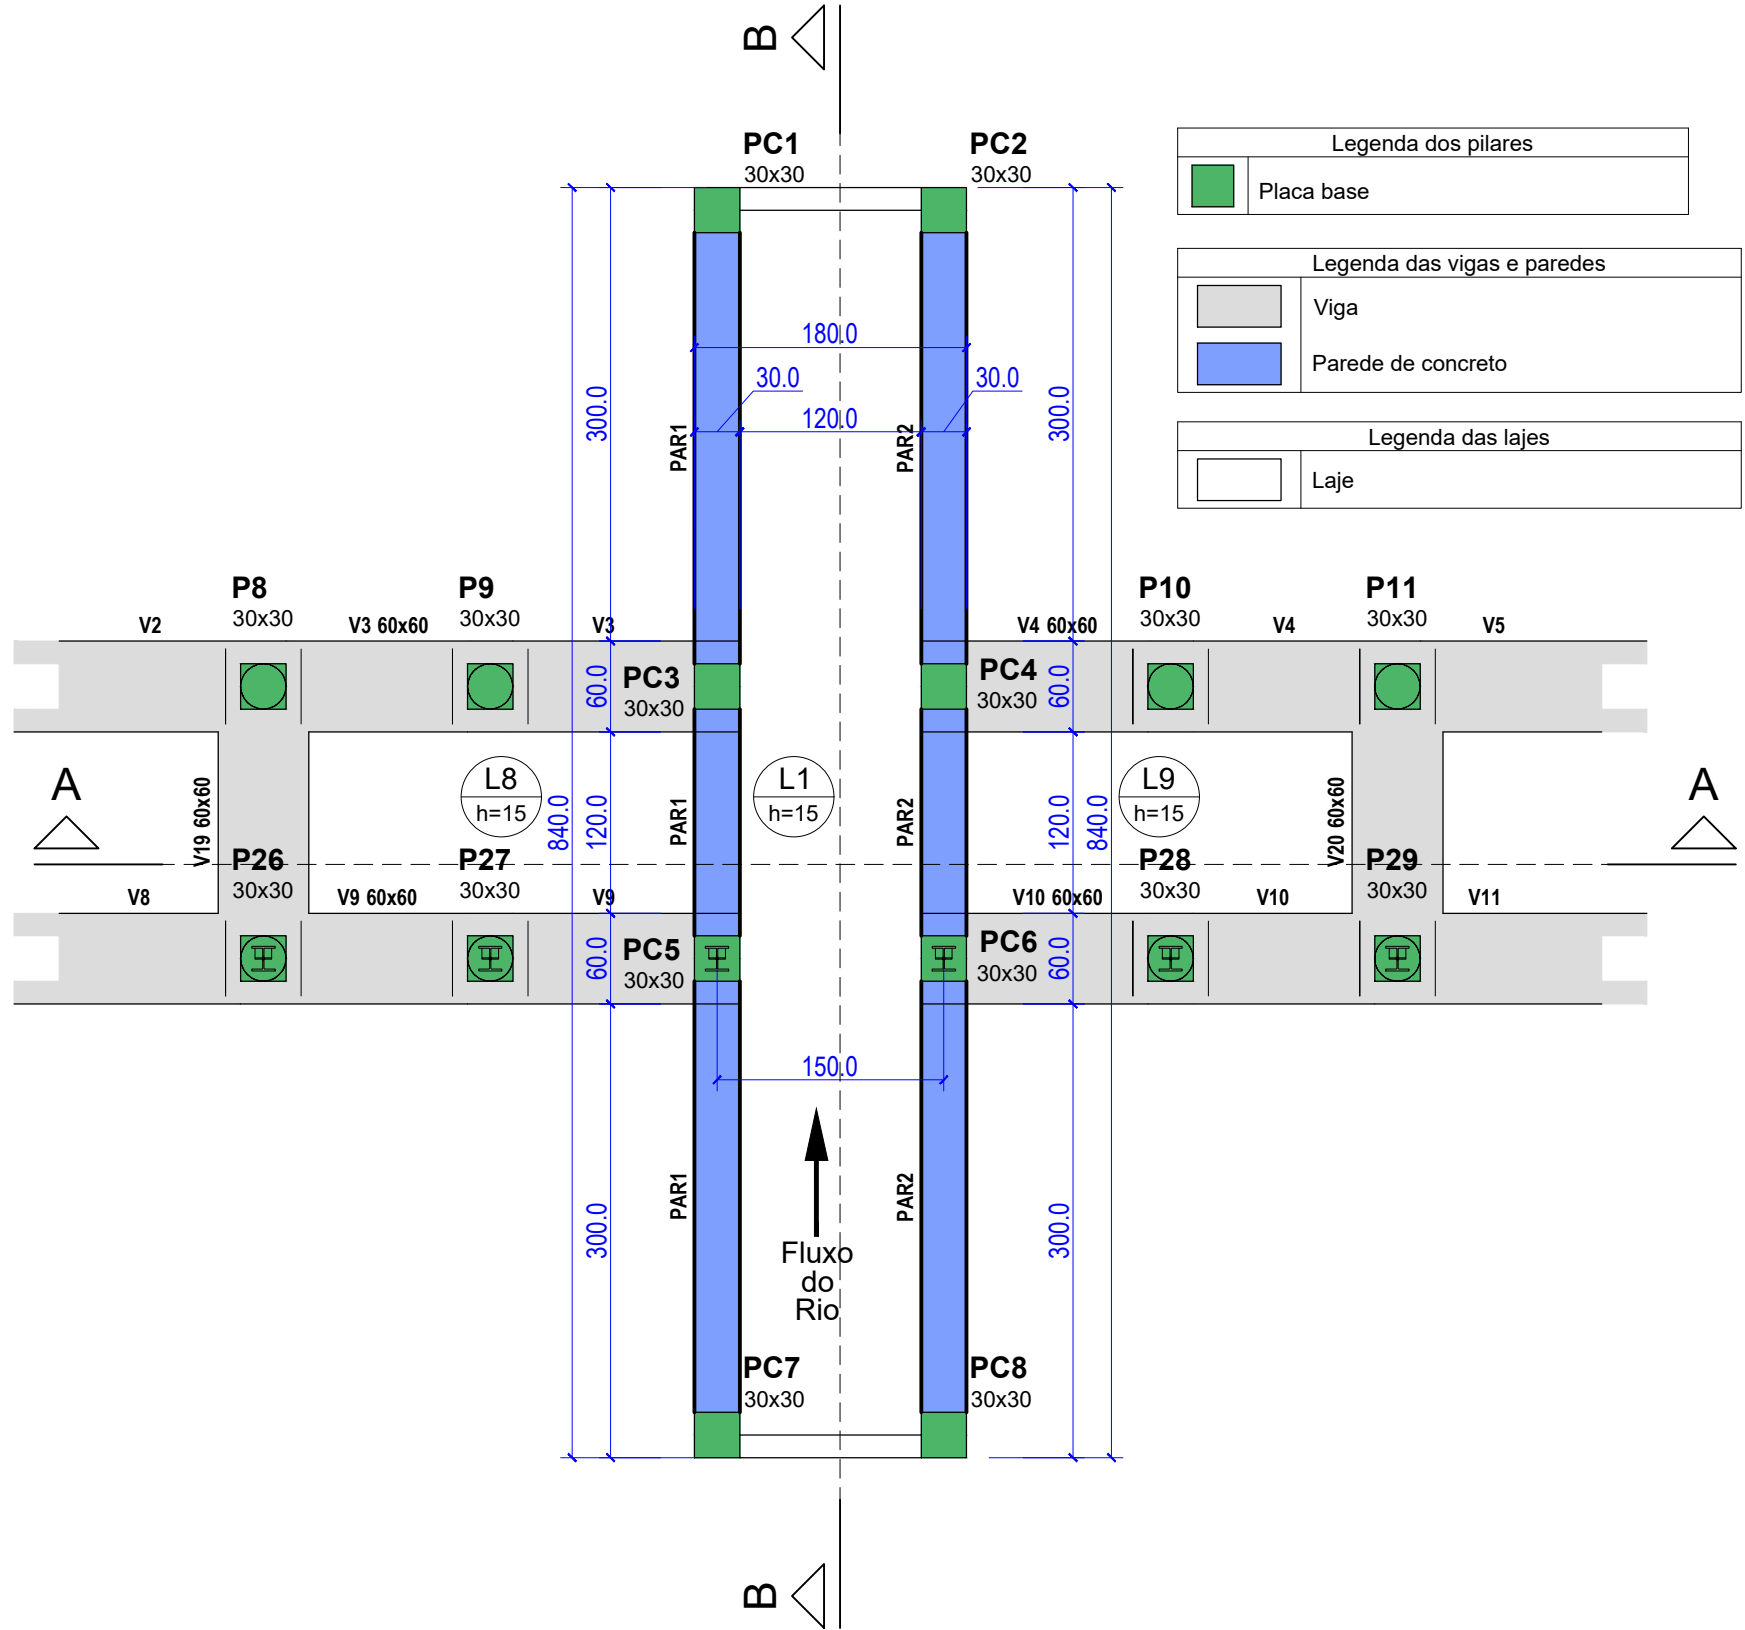 B
PC1
30x30
PC2
30x30
Legenda dos pilares
Placa base
Legenda das vigas e paredes
Viga
Parede de concreto
Legenda das lajes
Laje
180.0
30.0
30.0
120.0
300.0
300.0
PAR1
PAR2
P8
30x30
P9
30x30
P10
30x30
P11
30x30
V2
V3 60x60
V3
V4 60x60
V4
V5
PC3
30x30
60.0
PC4
30x30
60.0
A
V19 60x60
L8
h=15
840.0
120.0
PAR1
L1
h=15
PAR2
120.0
840.0
L9
h=15
V20 60x60
A
P26
30x30
P27
30x30
P28
30x30
P29
30x30
V8
V9 60x60
V9
V10 60x60
V10
V11
60.0
PC5
30x30
PC6
30x30
60.0
150.0
300.0
PAR1
PAR2
300.0
Fluxo
do
Rio
PC7
30x30
PC8
30x30
B